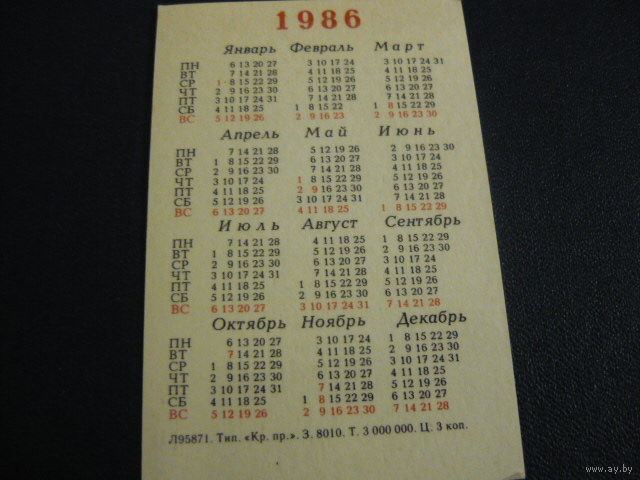 1986
Январь Февраль Март
ПН 6 13 20 27 3 10 17 24 3 10 17 24 31
ВТ 7 14 21 28 4 11 18 25 4 11 18 25
СР 1 8 15 22 29 5 12 19 26 5 12 19 26
ЧТ 2 9 16 23 30 6 13 20 27 6 13 20 27
ПТ 3 10 17 24 31 7 14 21 28 7 14 21 28
СБ 4 11 18 25 1 8 15 22 1 8 15 22 29
ВС 5 12 19 26 2 9 16 23 2 9 16 23 30
Апрель Май Июнь
ПН 7 14 21 28 5 12 19 26 2 9 16 23 30
ВТ 1 8 15 22 29 6 13 20 27 3 10 17 24
СР 2 9 16 23 30 7 14 21 28 4 11 18 25
ЧТ 3 10 17 24 1 8 15 22 29 5 12 19 26
ПТ 4 11 18 25 2 9 16 23 30 6 13 20 27
СБ 5 12 19 26 3 10 17 24 31 7 14 21 28
ВС 6 13 20 27 4 11 18 25 1 8 15 22 29
Июль Август Сентябрь
ПН 7 14 21 28 4 11 18 25 1 8 15 22 29
ВТ 1 8 15 22 29 5 12 19 26 2 9 16 23 30
СР 2 9 16 23 30 6 13 20 27 3 10 17 24
ЧТ 3 10 17 24 31 7 14 21 28 4 11 18 25
ПТ 4 11 18 25 1 8 15 22 29 5 12 19 26
СБ 5 12 19 26 2 9 16 23 30 6 13 20 27
ВС 6 13 20 27 3 10 17 24 31 7 14 21 28
Октябрь Ноябрь Декабрь
ПН 6 13 20 27 3 10 17 24 1 8 15 22 29
ВТ 7 14 21 28 4 11 18 25 2 9 16 23 30
СР 1 8 15 22 29 5 12 19 26 3 10 17 24 31
ЧТ 2 9 16 23 30 6 13 20 27 4 11 18 25
ПТ 3 10 17 24 31 7 14 21 28 5 12 19 26
СБ 4 11 18 25 1 8 15 22 29 6 13 20 27
ВС 5 12 19 26 2 9 16 23 30 7 14 21 28
Л95871. Тип. «Кр. пр.». З. 8010. Т. 3 000 000. Ц. 3 коп.
www.ay.by